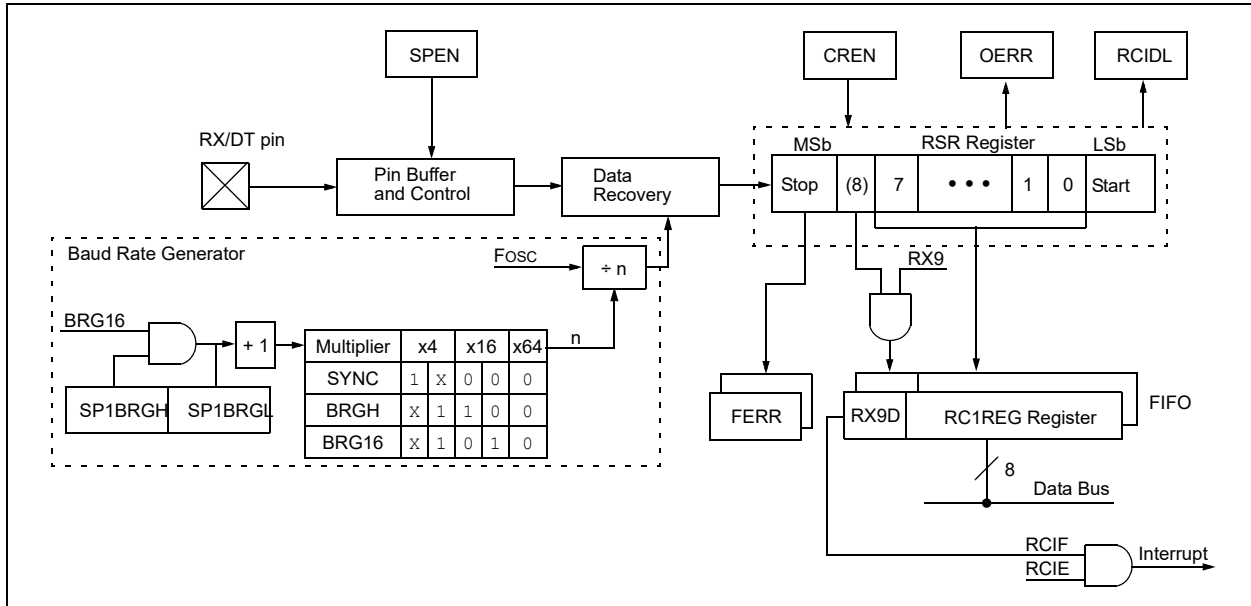 SPEN
CREN
OERR
RCIDL
RX/DT pin
Pin Buffer
and Control
Data
Recovery
MSb
RSR Register
LSb
Stop
(8)
7
• • •
1
0
Start
Baud Rate Generator
FOSC
÷ n
RX9
BRG16
+ 1
Multiplier x4 x16 x64
SYNC 1 X 0 0 0
BRGH X 1 1 0 0
BRG16 X 1 0 1 0
n
SP1BRGH
SP1BRGL
FERR
RX9D
RC1REG Register
FIFO
8
Data Bus
RCIF
RCIE
Interrupt